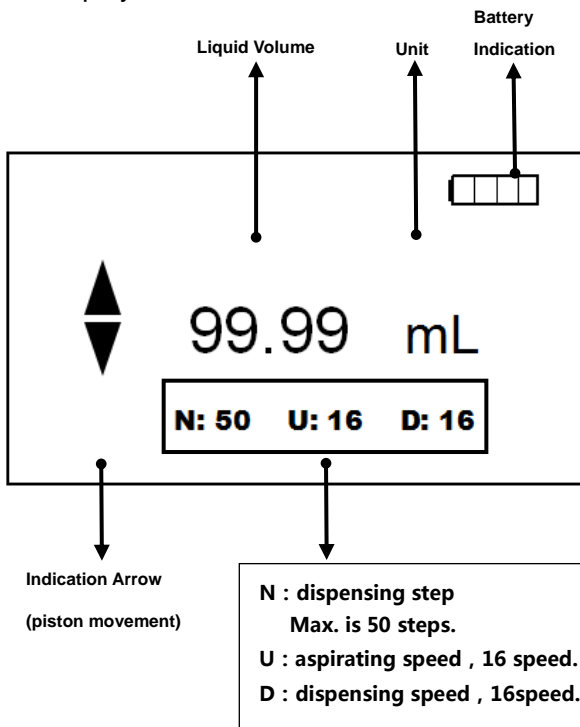 Battery
Liquid Volume Unit Indication
99.99 mL
N: 50 U: 16 D: 16
Indication Arrow
(piston movement)
N : dispensing step
Max. is 50 steps.
U : aspirating speed , 16 speed.
D : dispensing speed , 16speed.